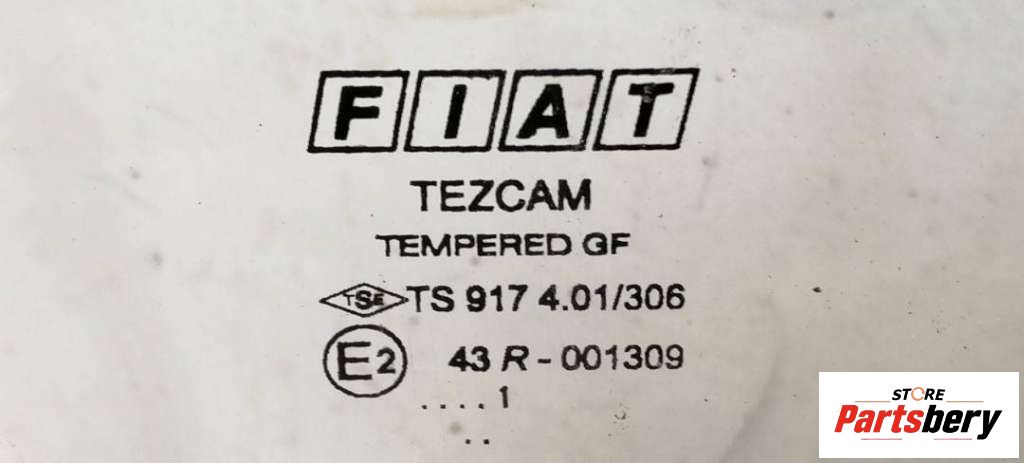 FIAT
TEZCAM
TEMPERED GF
TSE TS 917 4.01/306
E2 43 R - 001309
.... 1
..
STORE
Partsbery